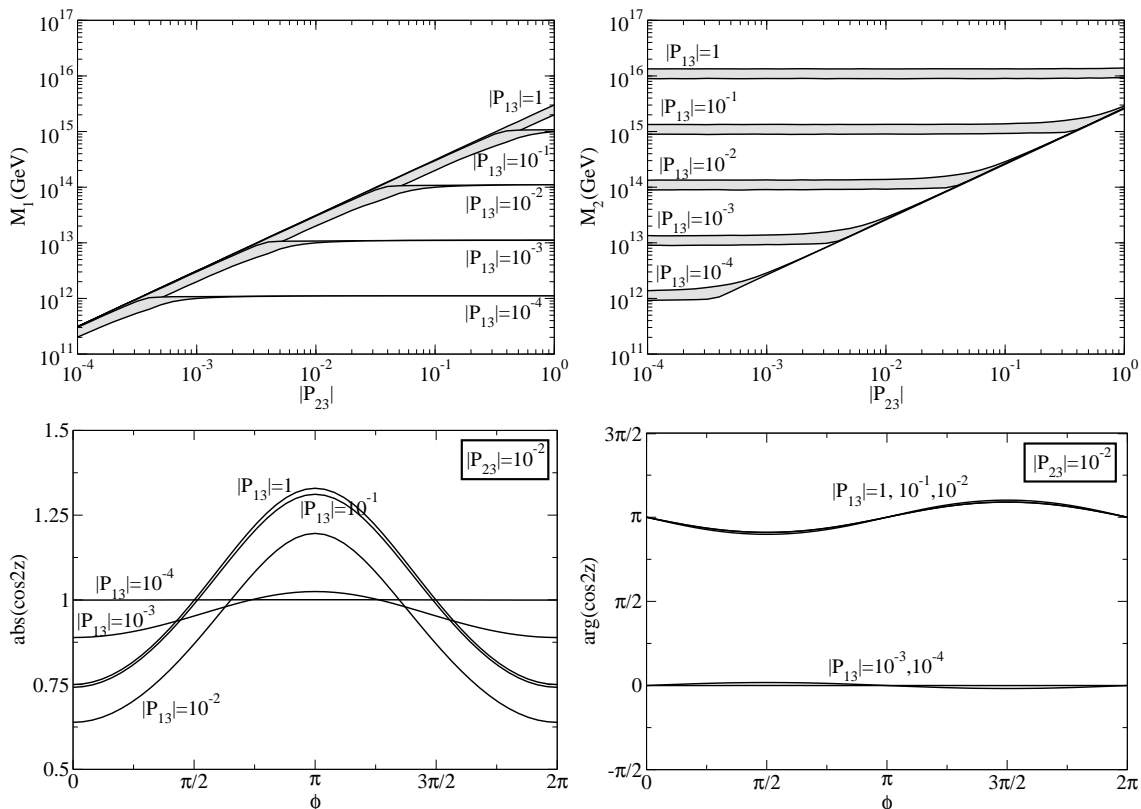 10^17
10^16
10^15
10^14
10^13
10^12
10^11
M_1(GeV)
|P_13|=1
|P_13|=10^-1
|P_13|=10^-2
|P_13|=10^-3
|P_13|=10^-4
10^-4 10^-3 10^-2 10^-1 10^0
|P_23|
10^17
10^16
10^15
10^14
10^13
10^12
10^11
M_2(GeV)
|P_13|=1
|P_13|=10^-1
|P_13|=10^-2
|P_13|=10^-3
|P_13|=10^-4
10^-4 10^-3 10^-2 10^-1 10^0
|P_23|
1.5
1.25
1
0.75
0.5
abs(cos2z)
|P_23|=10^-2
|P_13|=1
|P_13|=10^-1
|P_13|=10^-4
|P_13|=10^-3
|P_13|=10^-2
0 π/2 π 3π/2 2π
ϕ
3π/2
π
π/2
0
-π/2
arg(cos2z)
|P_23|=10^-2
|P_13|=1, 10^-1,10^-2
|P_13|=10^-3,10^-4
0 π/2 π 3π/2 2π
ϕ